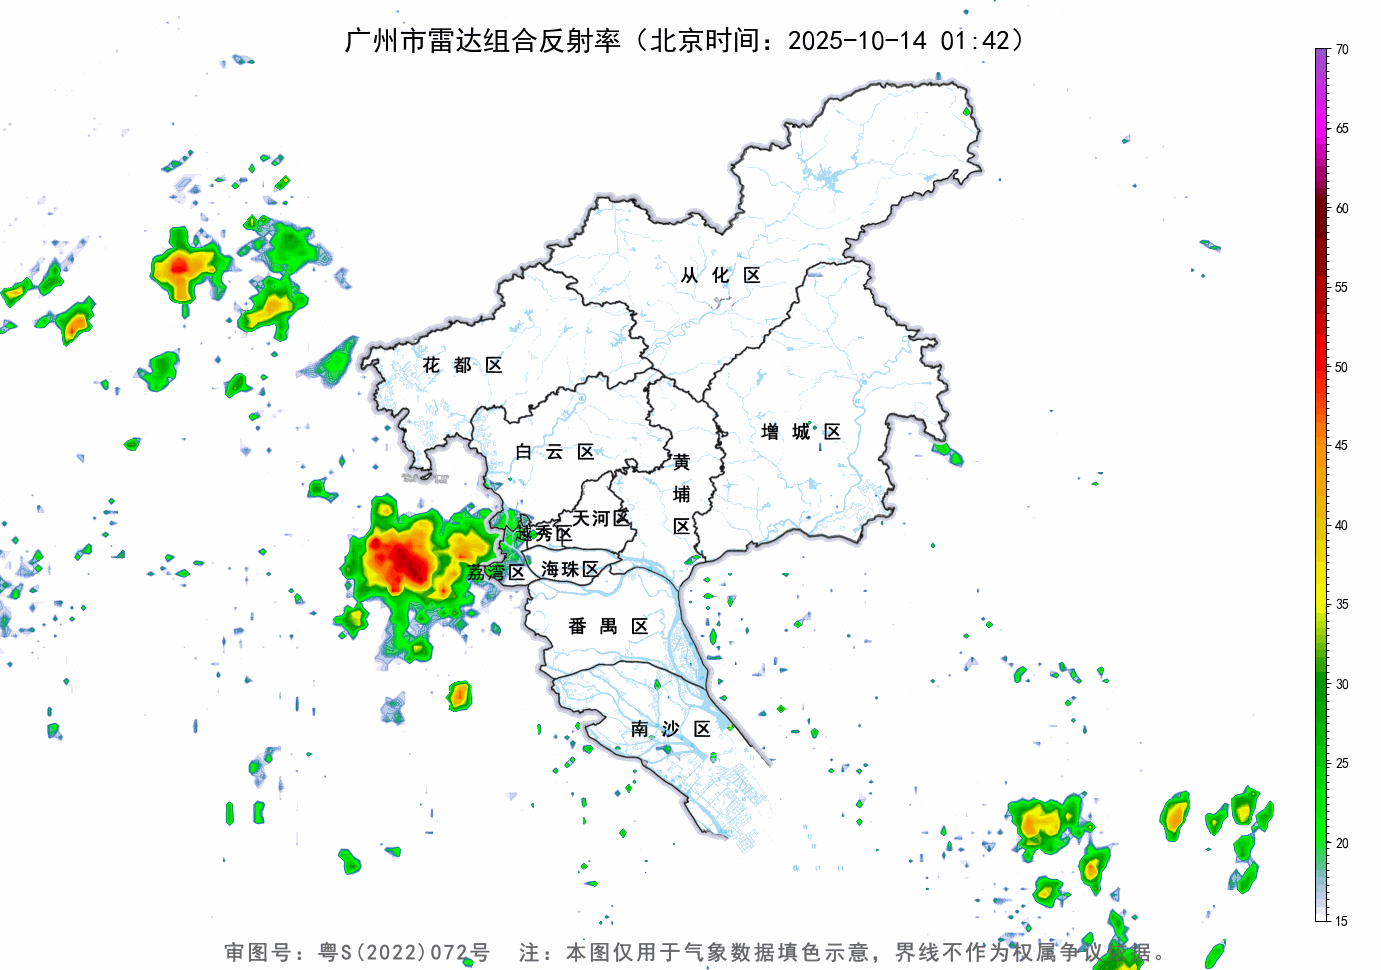 广州市雷达组合反射率（北京时间：2025-10-14 01:42）
70
65
60
55
50
45
40
35
30
25
20
15
从化区
花都区
增城区
白云区
黄埔区
天河区
越秀区
荔湾区
海珠区
番禺区
南沙区
审图号：粤S(2022)072号 注：本图仅用于气象数据填色示意，界线不作为权属争议依据。